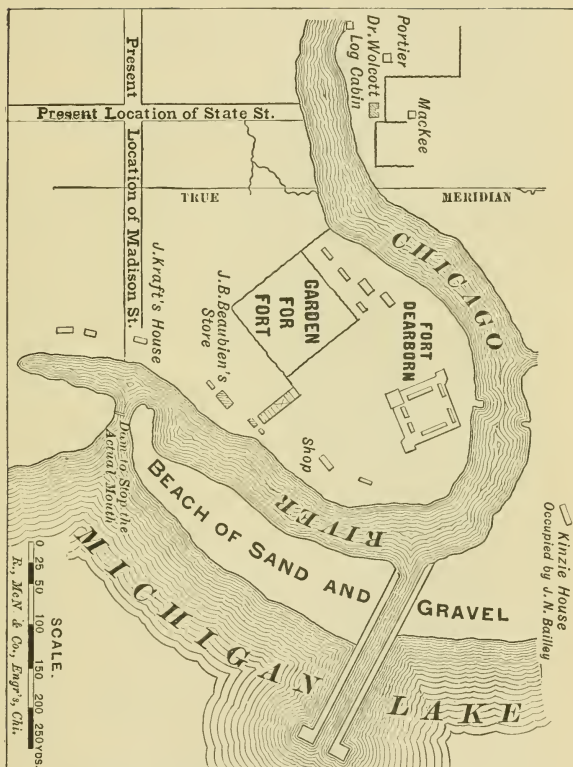 Portier
Dr. Wolcott
Log Cabin
MacKee
Present
Present Location of State St.
Location of Madison St.
TRUE MERIDIAN
CHICAGO
RIVER
J. Kraft's House
J.B. Beaubien's
Store
GARDEN
FOR
FORT
FORT
DEARBORN
Shop
Kinzie House
Occupied by J.N. Bailley
Dam to Stop the
Actual Mouth
BEACH OF SAND AND
GRAVEL
MICHIGAN
LAKE
SCALE.
0 25 50 100 150 200 250 YDS.
R., McN & Co., Engr's, Chi.